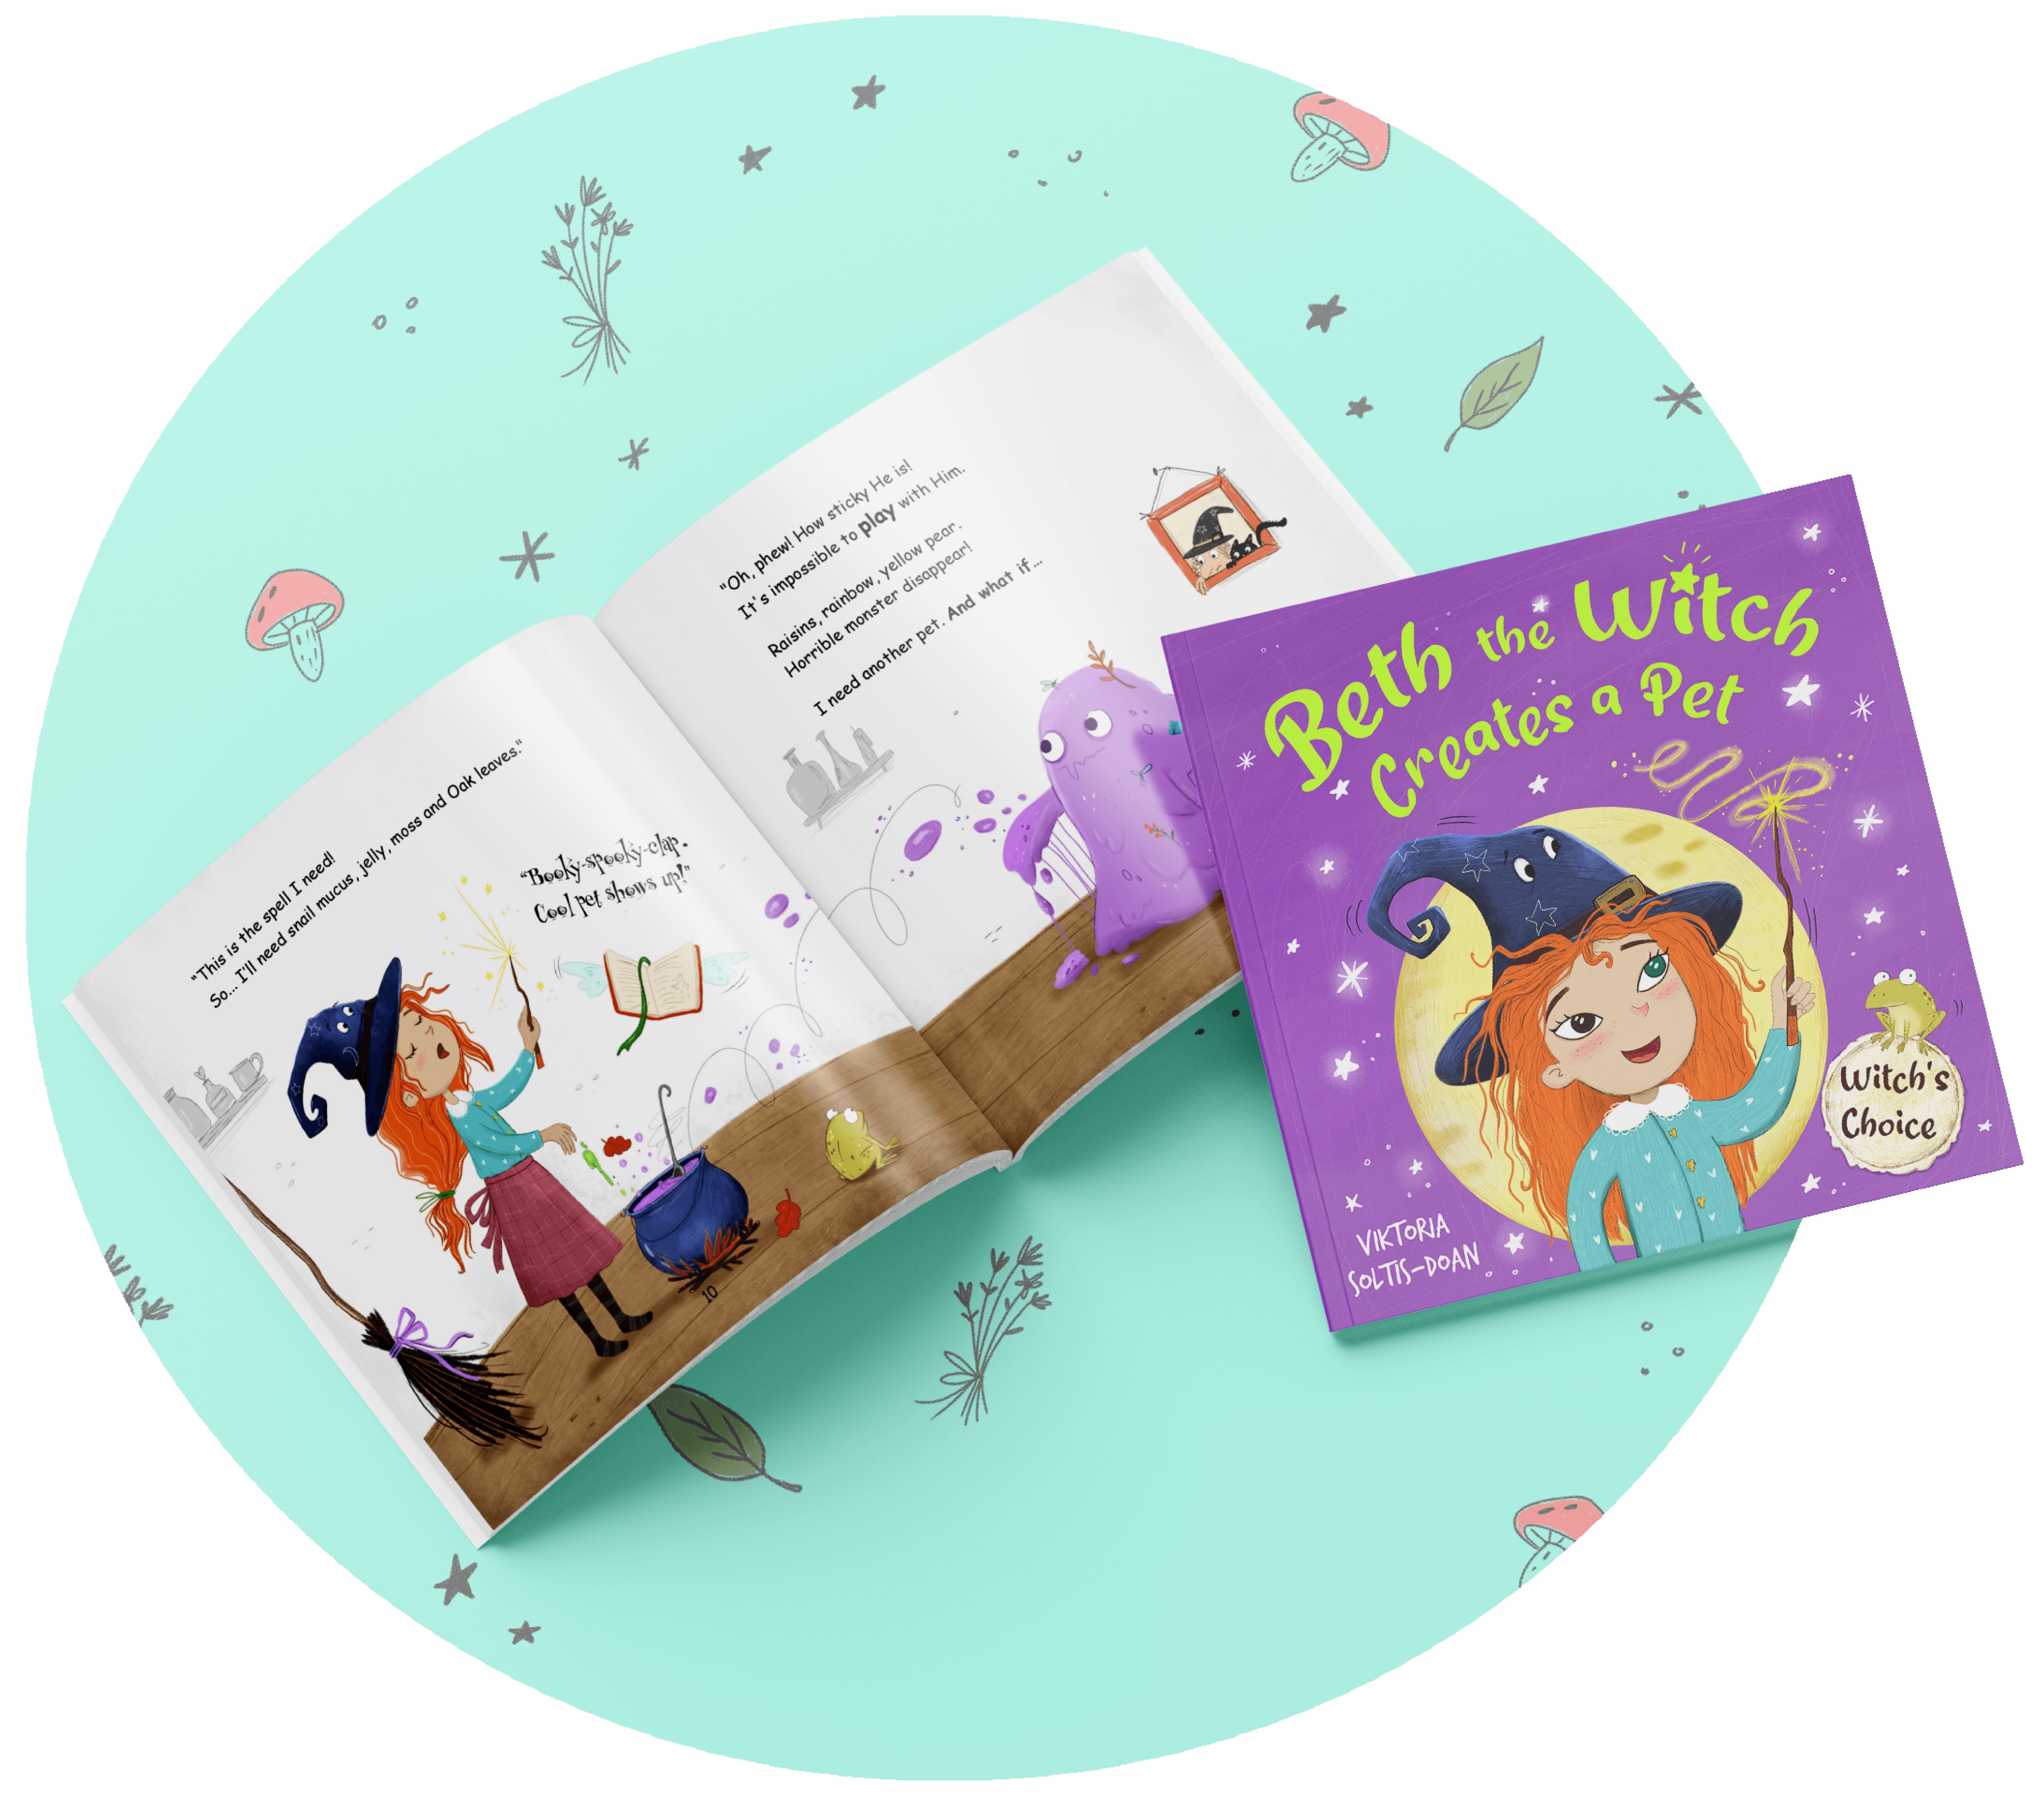 "This is the spell I need!
So... I'll need snail mucus, jelly, moss and Oak leaves."
"Booky-spooky-clap.
Cool pet shows up!"
10
"Oh, phew! How sticky He is!
It's impossible to play with Him.
Raisins, rainbow, yellow pear.
Horrible monster disappear!
I need another pet. And what if...
Beth the Witch
Creates a Pet
Witch's
Choice
VIKTORIA
SOLTIS-DOAN